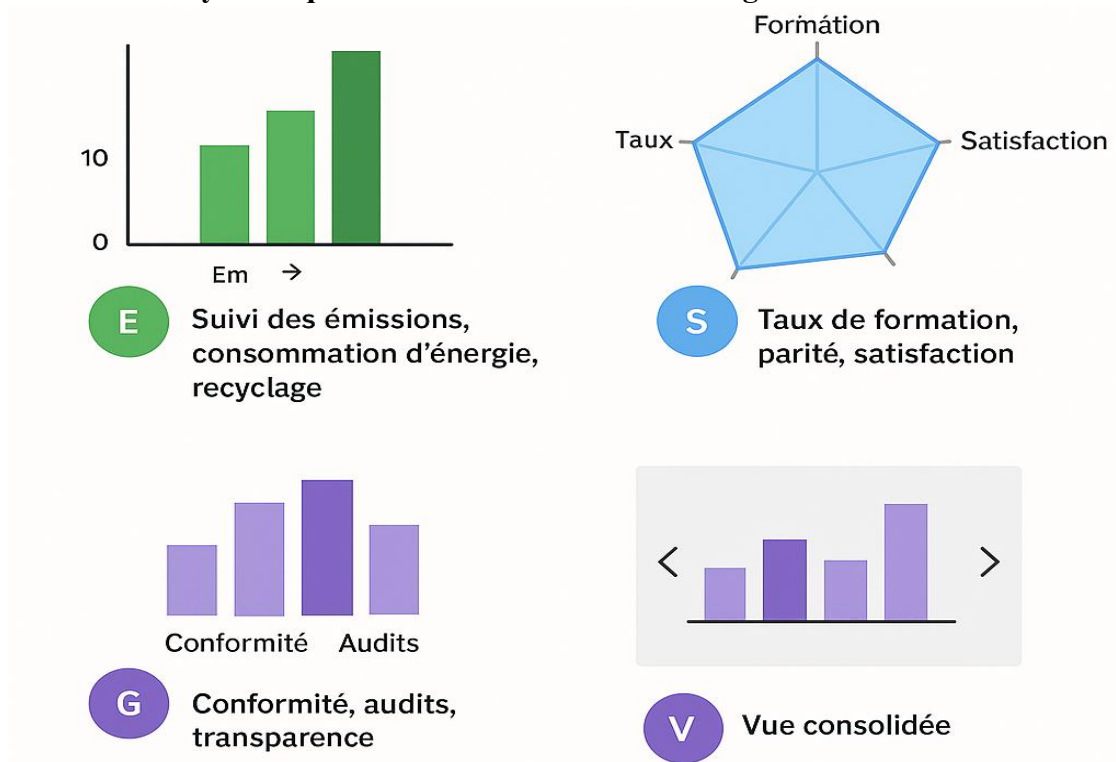 Formation
Taux
Satisfaction
10
0
Em →
E
Suivi des émissions,
consommation d'énergie,
recyclage
S
Taux de formation,
parité, satisfaction
Conformité Audits
G
Conformité, audits,
transparence
< >
V
Vue consolidée